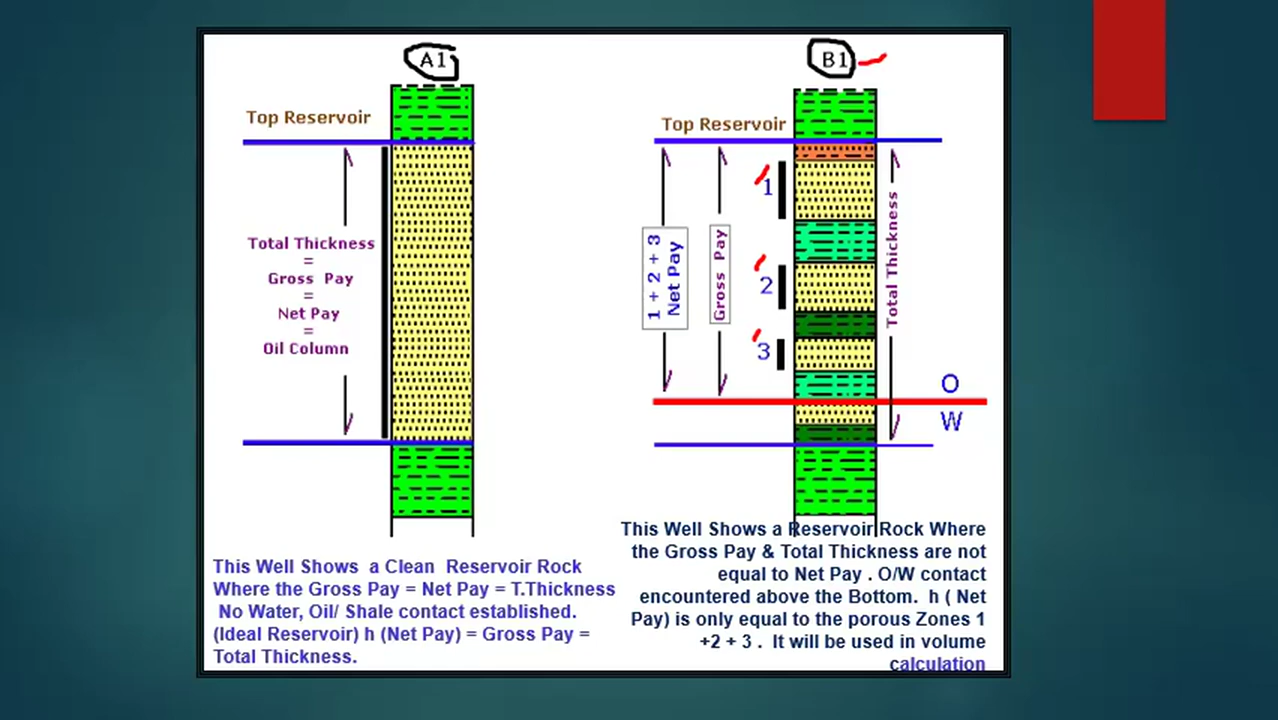 A1
Top Reservoir
Total Thickness
=
Gross Pay
=
Net Pay
=
Oil Column
This Well Shows a Clean Reservoir Rock
Where the Gross Pay = Net Pay = T.Thickness
No Water, Oil/ Shale contact established.
(Ideal Reservoir) h (Net Pay) = Gross Pay =
Total Thickness.
B1
Top Reservoir
1
2
3
1 + 2 + 3
Net Pay
Gross Pay
Total Thickness
O
W
This Well Shows a Reservoir Rock Where
the Gross Pay & Total Thickness are not
equal to Net Pay . O/W contact
encountered above the Bottom. h ( Net
Pay) is only equal to the porous Zones 1
+2 + 3 . It will be used in volume
calculation